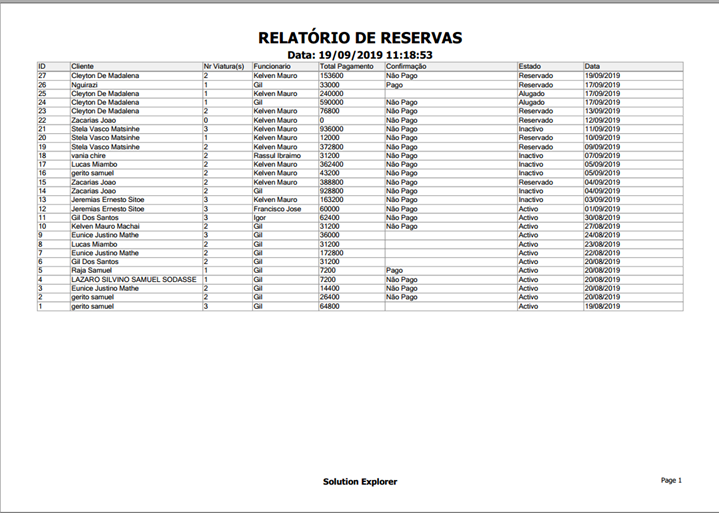 RELATÓRIO DE RESERVAS
Data: 19/09/2019 11:18:53
ID Cliente Nr Viatura(s) Funcionario Total Pagamento Confirmação Estado Data
27 Cleyton De Madalena 2 Kelven Mauro 153600 Não Pago Reservado 19/09/2019
26 Nguirazi 1 Gil 33000 Pago Reservado 17/09/2019
25 Cleyton De Madalena 1 Kelven Mauro 240000 Alugado 17/09/2019
24 Cleyton De Madalena 1 Gil 590000 Não Pago Alugado 17/09/2019
23 Cleyton De Madalena 2 Kelven Mauro 76800 Não Pago Reservado 13/09/2019
22 Zacarias Joao 0 Kelven Mauro 0 Não Pago Reservado 12/09/2019
21 Stela Vasco Matsinhe 3 Kelven Mauro 936000 Não Pago Inactivo 11/09/2019
20 Stela Vasco Matsinhe 1 Kelven Mauro 12000 Não Pago Reservado 10/09/2019
19 Stela Vasco Matsinhe 2 Kelven Mauro 372800 Não Pago Reservado 09/09/2019
18 vania chire 2 Rassul Ibraimo 31200 Não Pago Inactivo 07/09/2019
17 Lucas Miambo 2 Kelven Mauro 362400 Não Pago Inactivo 05/09/2019
16 gerito samuel 2 Kelven Mauro 43200 Não Pago Inactivo 05/09/2019
15 Zacarias Joao 2 Kelven Mauro 388800 Não Pago Reservado 04/09/2019
14 Zacarias Joao 2 Gil 928800 Não Pago Inactivo 04/09/2019
13 Jeremias Ernesto Sitoe 3 Kelven Mauro 163200 Não Pago Inactivo 03/09/2019
12 Jeremias Ernesto Sitoe 3 Francisco Jose 60000 Não Pago Activo 01/09/2019
11 Gil Dos Santos 3 Igor 62400 Não Pago Activo 30/08/2019
10 Kelven Mauro Machai 2 Gil 31200 Não Pago Activo 27/08/2019
9 Eunice Justino Mathe 3 Gil 36000 Activo 24/08/2019
8 Lucas Miambo 2 Gil 31200 Activo 23/08/2019
7 Eunice Justino Mathe 2 Gil 172800 Activo 22/08/2019
6 Gil Dos Santos 2 Gil 31200 Activo 20/08/2019
5 Raja Samuel 1 Gil 7200 Pago Activo 20/08/2019
4 LAZARO SILVINO SAMUEL SODASSE 1 Gil 7200 Não Pago Activo 20/08/2019
3 Eunice Justino Mathe 2 Gil 14400 Não Pago Activo 20/08/2019
2 gerito samuel 2 Gil 26400 Não Pago Activo 20/08/2019
1 gerito samuel 3 Gil 64800 Activo 19/08/2019
Solution Explorer
Page 1